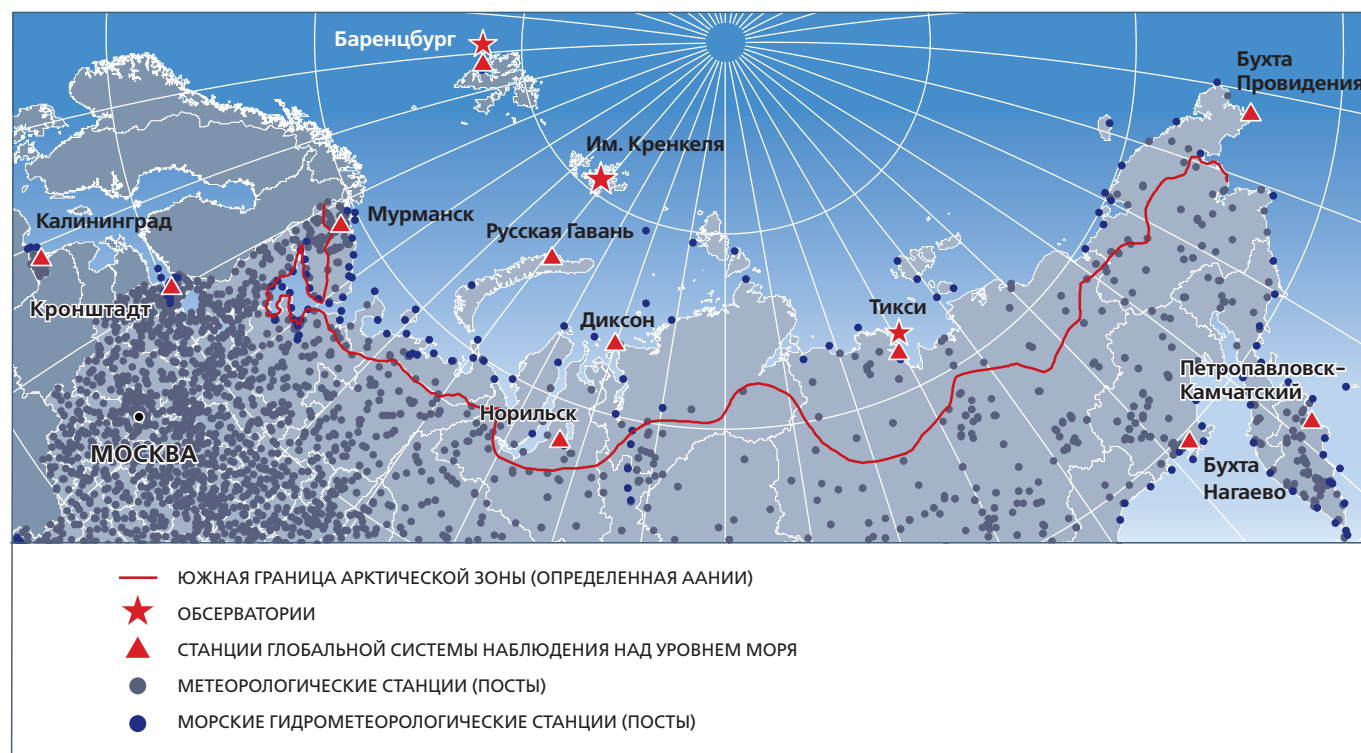 Баренцбург
Бухта
Провидения
Им. Кренкеля
Калининград
Мурманск
Русская Гавань
Кронштадт
Диксон
Тикси
Петропавловск–
Камчатский
Норильск
МОСКВА
Бухта
Нагаево
ЮЖНАЯ ГРАНИЦА АРКТИЧЕСКОЙ ЗОНЫ (ОПРЕДЕЛЕННАЯ ААНИИ)
ОБСЕРВАТОРИИ
СТАНЦИИ ГЛОБАЛЬНОЙ СИСТЕМЫ НАБЛЮДЕНИЯ НАД УРОВНЕМ МОРЯ
МЕТЕОРОЛОГИЧЕСКИЕ СТАНЦИИ (ПОСТЫ)
МОРСКИЕ ГИДРОМЕТЕОРОЛОГИЧЕСКИЕ СТАНЦИИ (ПОСТЫ)